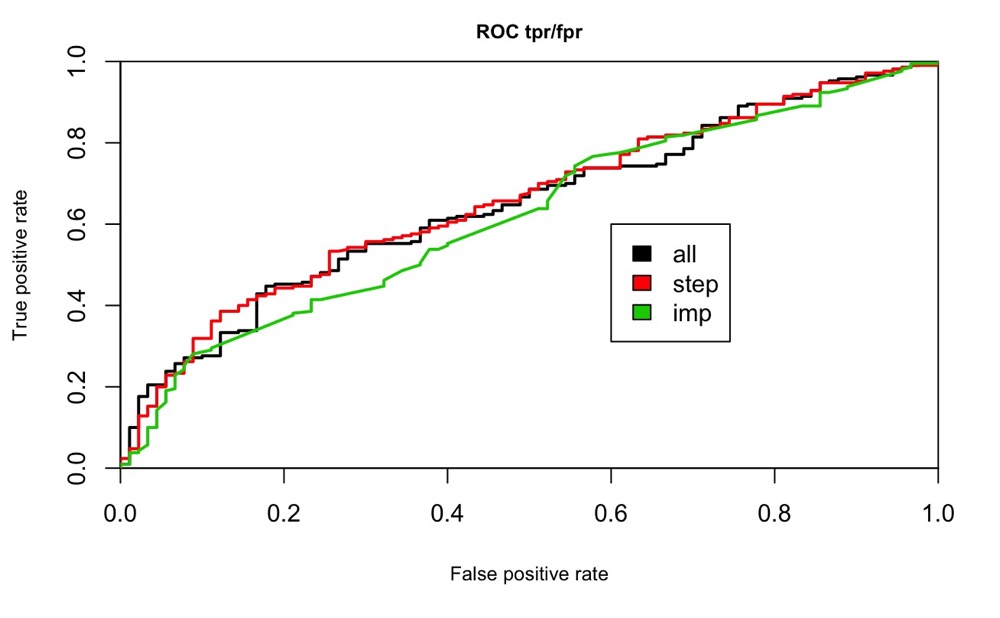 ROC tpr/fpr
True positive rate
1.0
0.8
0.6
0.4
0.2
0.0
all
step
imp
0.0 0.2 0.4 0.6 0.8 1.0
False positive rate